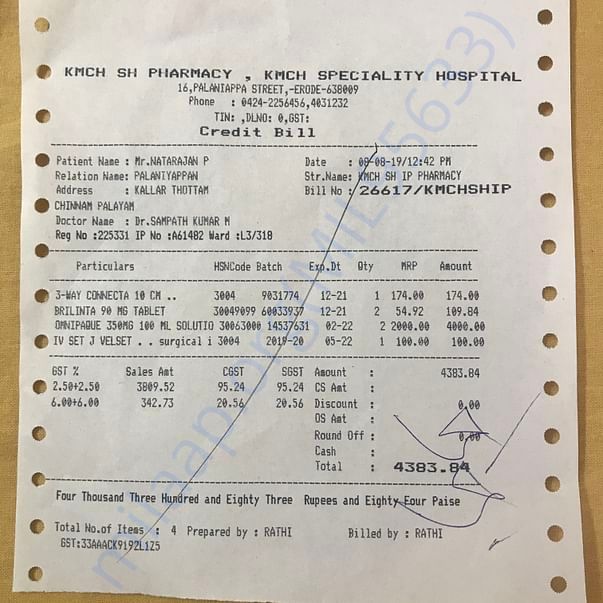 KMCH SH PHARMACY , KMCH SPECIALITY HOSPITAL
16,PALANIAPPA STREET,-ERODE-638009
Phone : 0424-2256456,4031232
TIN: ,DLNO: 0,GST:
Credit Bill
Patient Name : Mr.NATARAJAN P Date : 08-08-19/12:42 PM
Relation Name: PALANIYAPPAN Str.Name: KMCH SH IP PHARMACY
Address : KALLAR THOTTAM Bill No : 26617/KMCHSHIP
CHINNAM PALAYAM
Doctor Name : Dr.SAMPATH KUMAR M
Reg No :225331 IP No :A61482 Ward :L3/318
Particulars HSNCode Batch Exp.Dt Qty MRP Amount
3-WAY CONNECTA 10 CM .. 3004 9031774 12-21 1 174.00 174.00
BRILINTA 90 MG TABLET 30049099 60033937 12-21 2 54.92 109.84
OMNIPAQUE 350MG 100 ML SOLUTIO 30063000 14537631 02-22 2 2000.00 4000.00
IV SET J VELSET . . surgical i 3004 2019-20 05-22 1 100.00 100.00
GST % Sales Amt CGST SGST Amount : 4383.84
2.50+2.50 3809.52 95.24 95.24 CS Amt :
6.00+6.00 342.73 20.56 20.56 Discount : 0.00
OS Amt :
Round Off : 0.00
Cash :
Total : 4383.84
Four Thousand Three Hundred and Eighty Three Rupees and Eighty Four Paise
Total No.of Items : 4 Prepared by : RATHI Billed by : RATHI
GST:33AAACK9192L1Z5